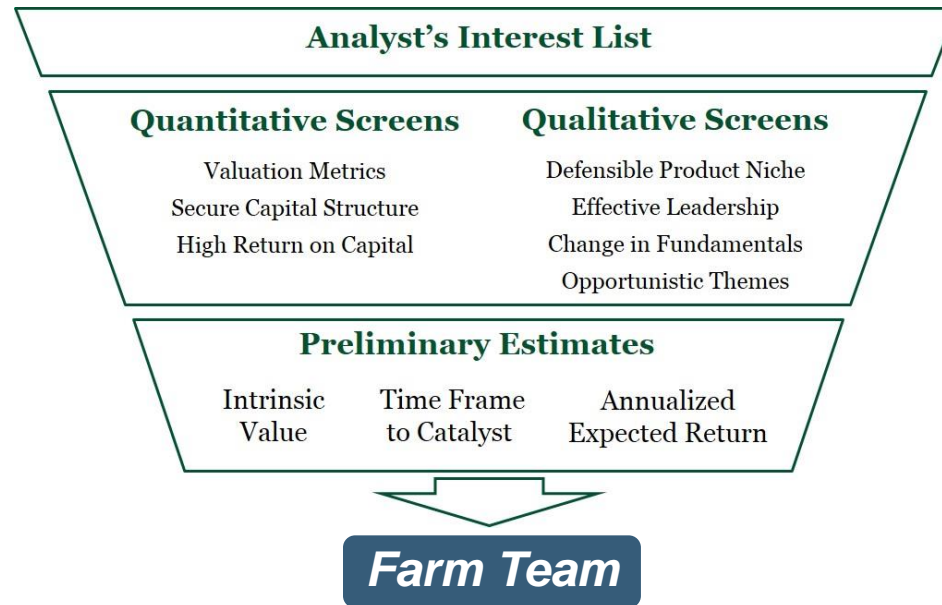 Analyst’s Interest List
Quantitative Screens
Valuation Metrics
Secure Capital Structure
High Return on Capital
Qualitative Screens
Defensible Product Niche
Effective Leadership
Change in Fundamentals
Opportunistic Themes
Preliminary Estimates
Intrinsic
Value
Time Frame
to Catalyst
Annualized
Expected Return
Farm Team